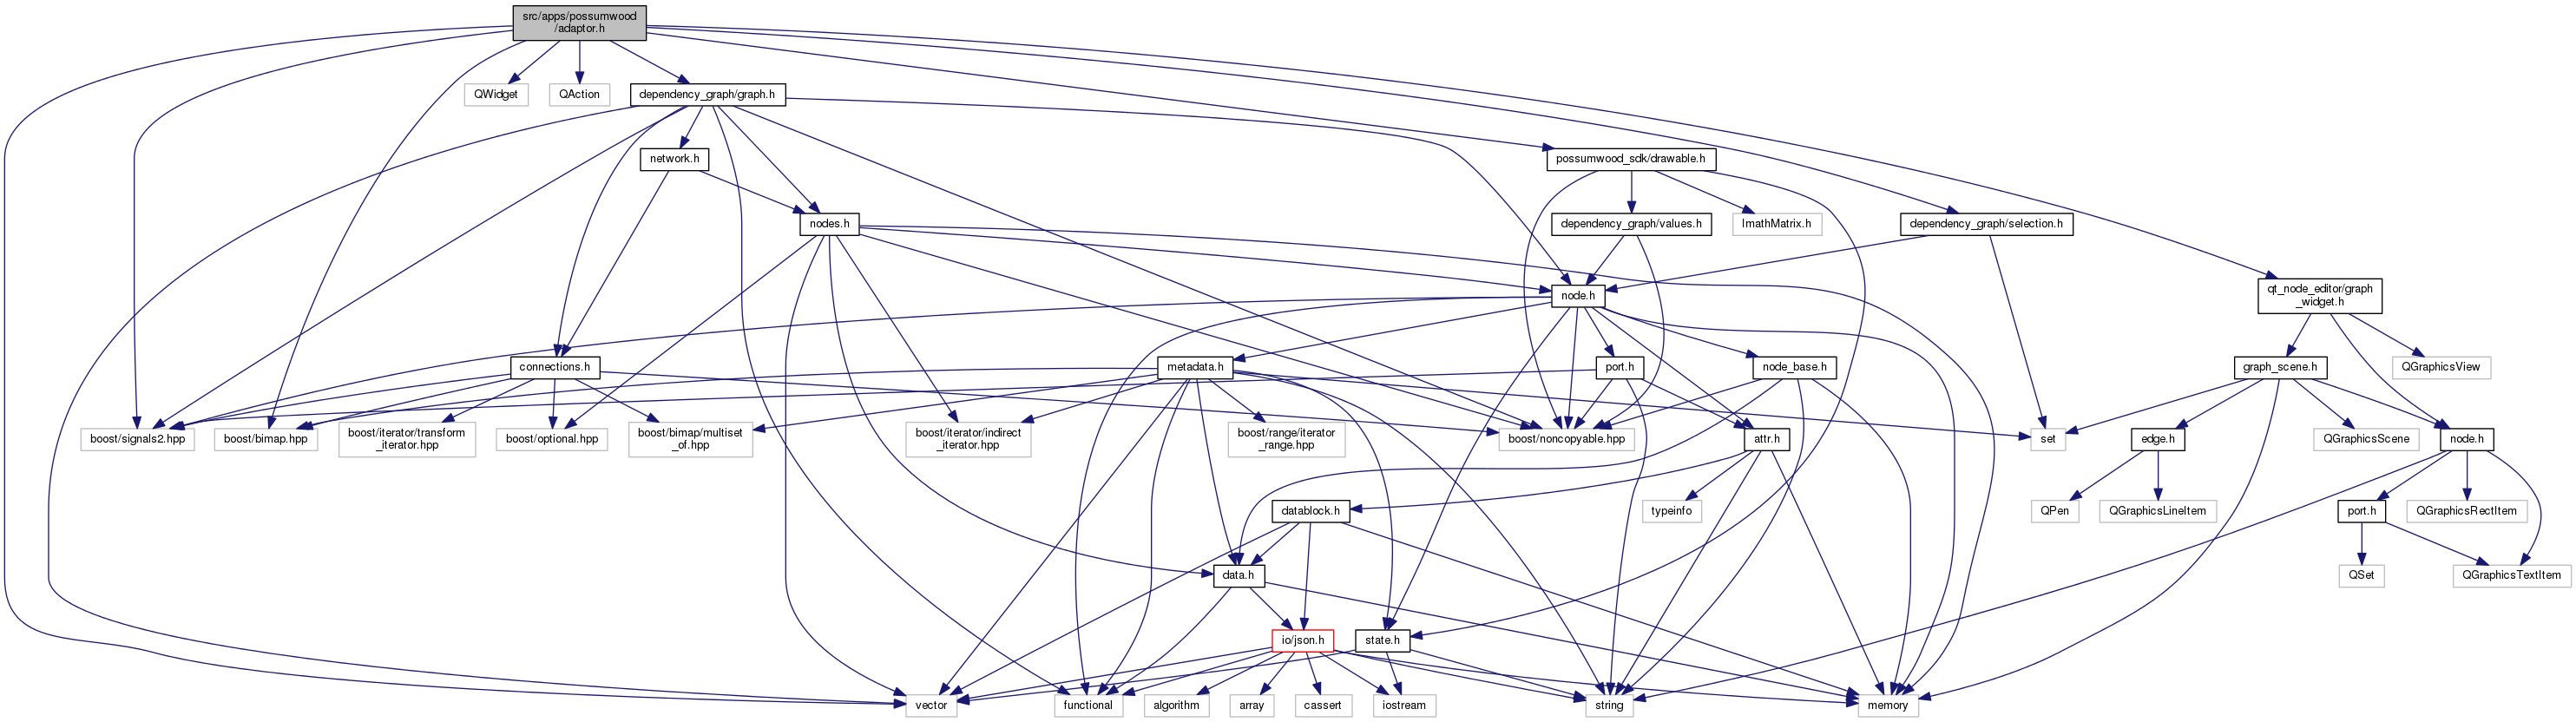 src/apps/possumwood
/adaptor.h
QWidget
QAction
dependency_graph/graph.h
network.h
possumwood_sdk/drawable.h
nodes.h
dependency_graph/values.h
ImathMatrix.h
dependency_graph/selection.h
node.h
qt_node_editor/graph
_widget.h
connections.h
metadata.h
port.h
node_base.h
graph_scene.h
QGraphicsView
boost/signals2.hpp
boost/bimap.hpp
boost/iterator/transform
_iterator.hpp
boost/optional.hpp
boost/bimap/multiset
_of.hpp
boost/iterator/indirect
_iterator.hpp
boost/range/iterator
_range.hpp
boost/noncopyable.hpp
attr.h
set
edge.h
QGraphicsScene
node.h
datablock.h
typeinfo
QPen
QGraphicsLineItem
port.h
QGraphicsRectItem
data.h
QSet
QGraphicsTextItem
io/json.h
state.h
vector
functional
algorithm
array
cassert
iostream
string
memory